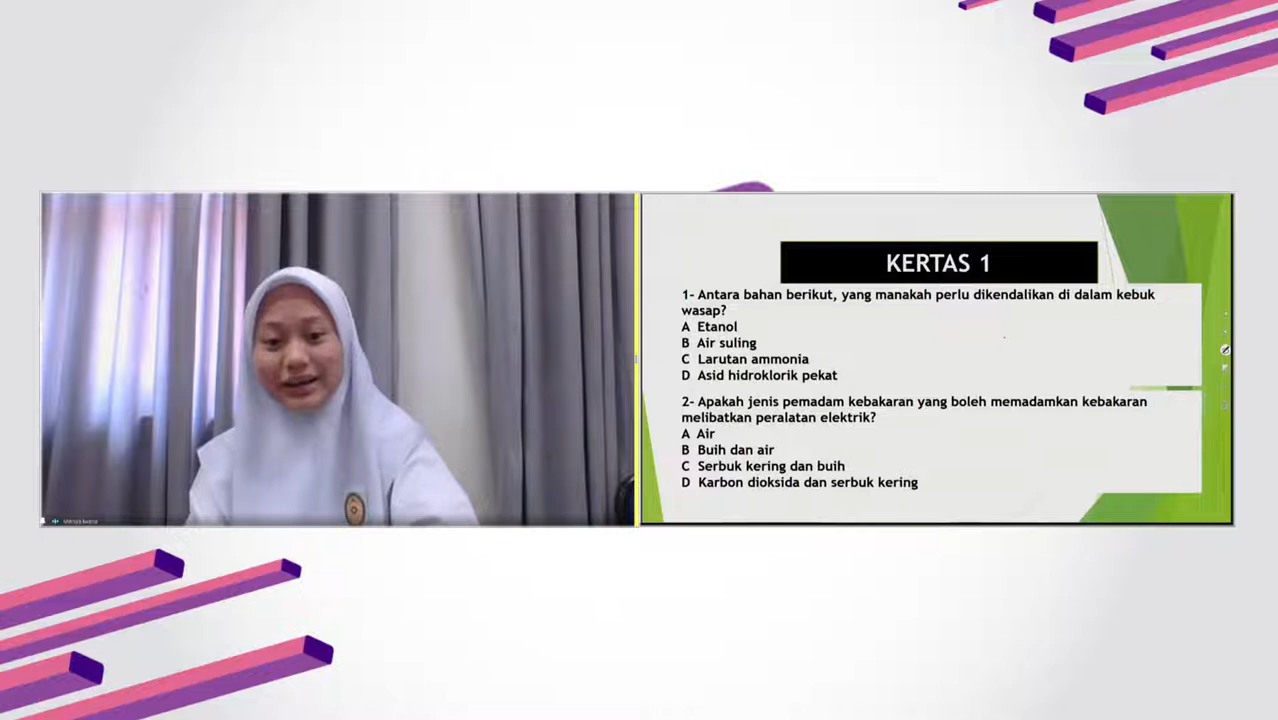 KERTAS 1
1- Antara bahan berikut, yang manakah perlu dikendalikan di dalam kebuk
wasap?
A Etanol
B Air suling
C Larutan ammonia
D Asid hidroklorik pekat
2- Apakah jenis pemadam kebakaran yang boleh memadamkan kebakaran
melibatkan peralatan elektrik?
A Air
B Buih dan air
C Serbuk kering dan buih
D Karbon dioksida dan serbuk kering